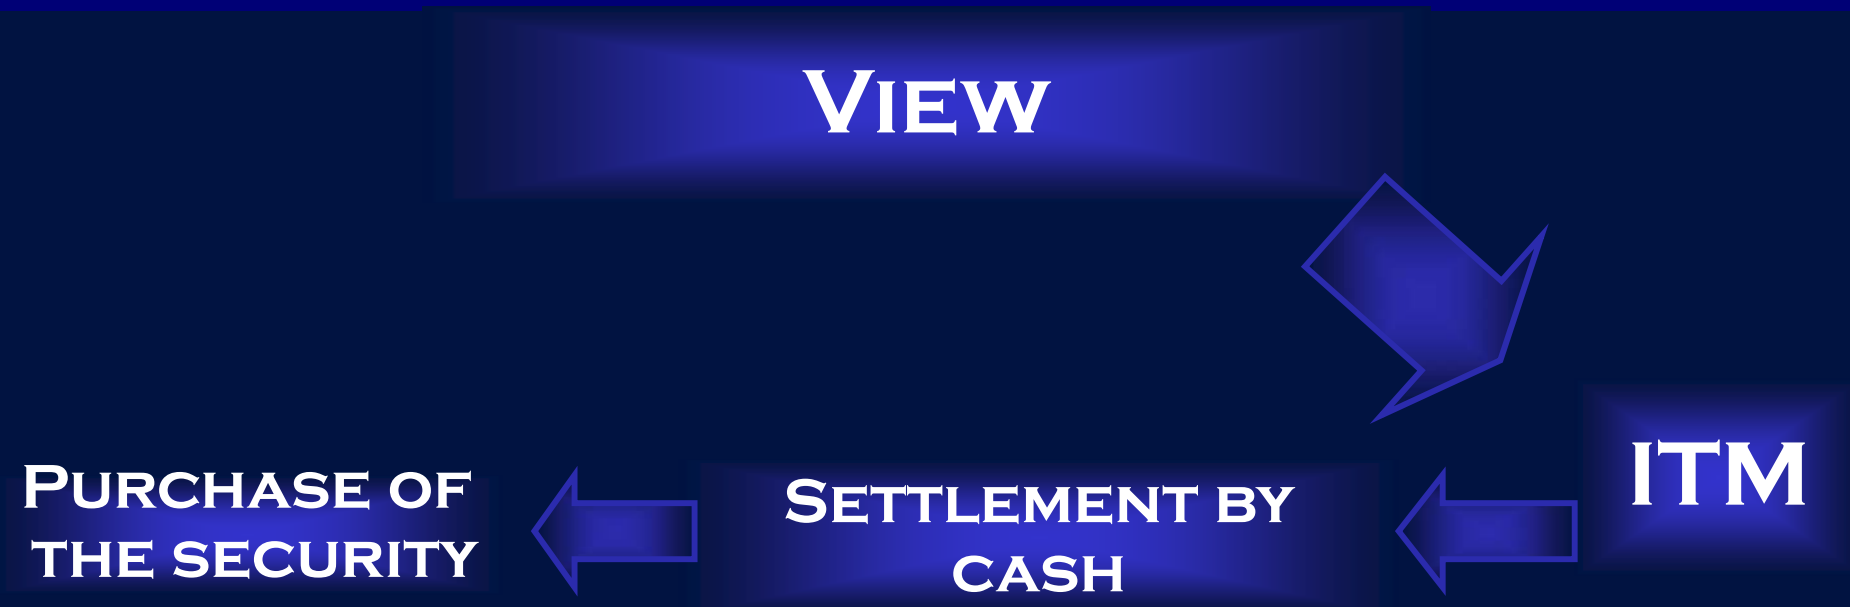 View
ITM
Purchase of
the security
Settlement by
cash